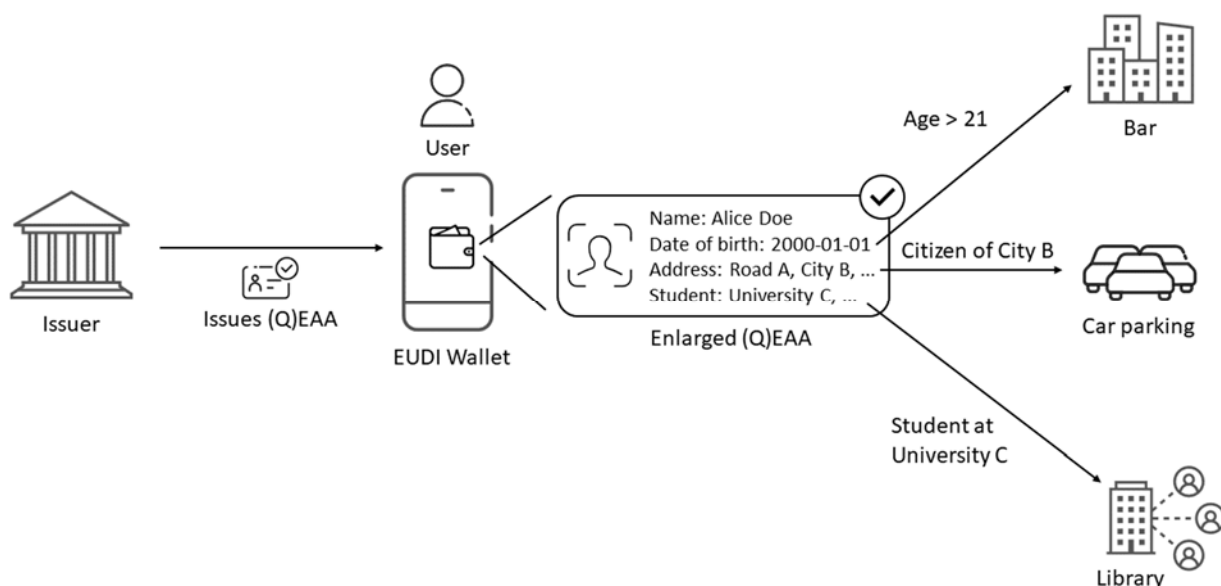 Issuer
Issues (Q)EAA
User
EUDI Wallet
Name: Alice Doe
Date of birth: 2000-01-01
Address: Road A, City B, ...
Student: University C, ...
Enlarged (Q)EAA
Age > 21
Bar
Citizen of City B
Car parking
Student at
University C
Library